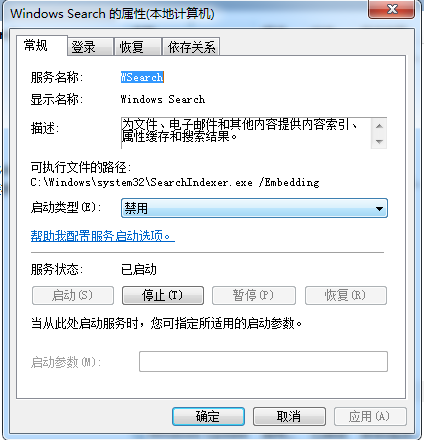 Windows Search 的属性(本地计算机)
常规 登录 恢复 依存关系
服务名称: WSearch
显示名称: Windows Search
描述: 为文件、电子邮件和其他内容提供内容索引、
属性缓存和搜索结果。
可执行文件的路径:
C:\Windows\system32\SearchIndexer.exe /Embedding
启动类型(E): 禁用
帮助我配置服务启动选项。
服务状态: 已启动
启动(S) 停止(T) 暂停(P) 恢复(R)
当从此处启动服务时，您可指定所适用的启动参数。
启动参数(M):
确定 取消 应用(A)